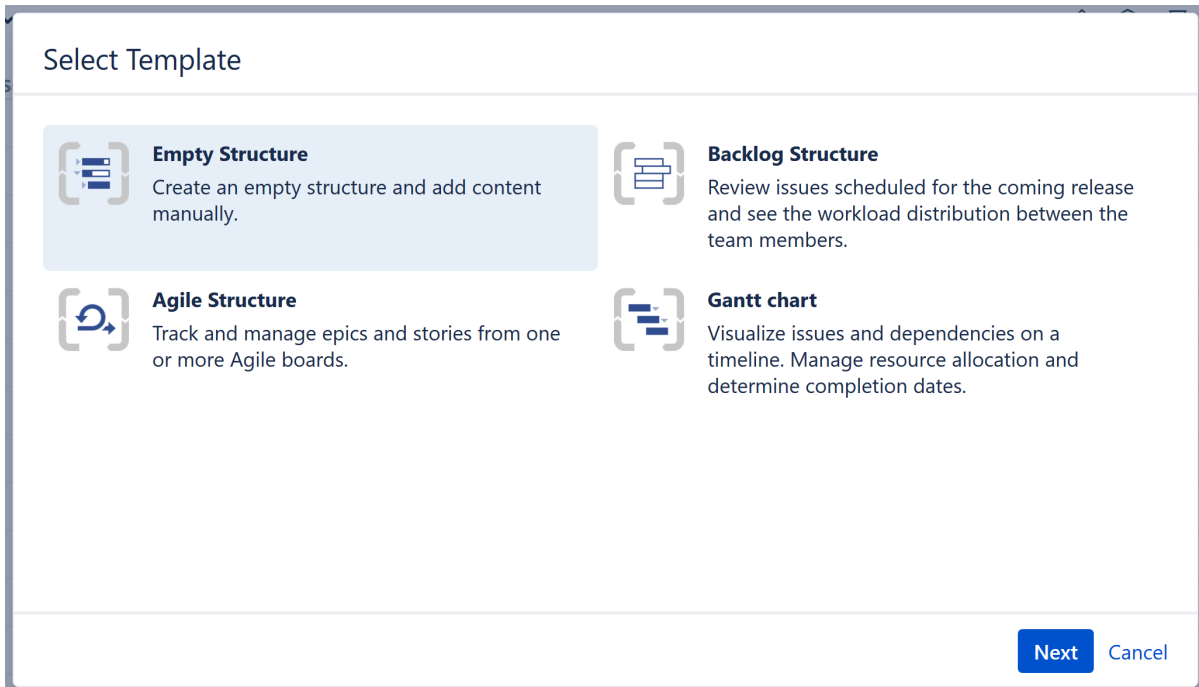 Select Template
Empty Structure
Create an empty structure and add content
manually.
Backlog Structure
Review issues scheduled for the coming release
and see the workload distribution between the
team members.
Agile Structure
Track and manage epics and stories from one
or more Agile boards.
Gantt chart
Visualize issues and dependencies on a
timeline. Manage resource allocation and
determine completion dates.
Next
Cancel